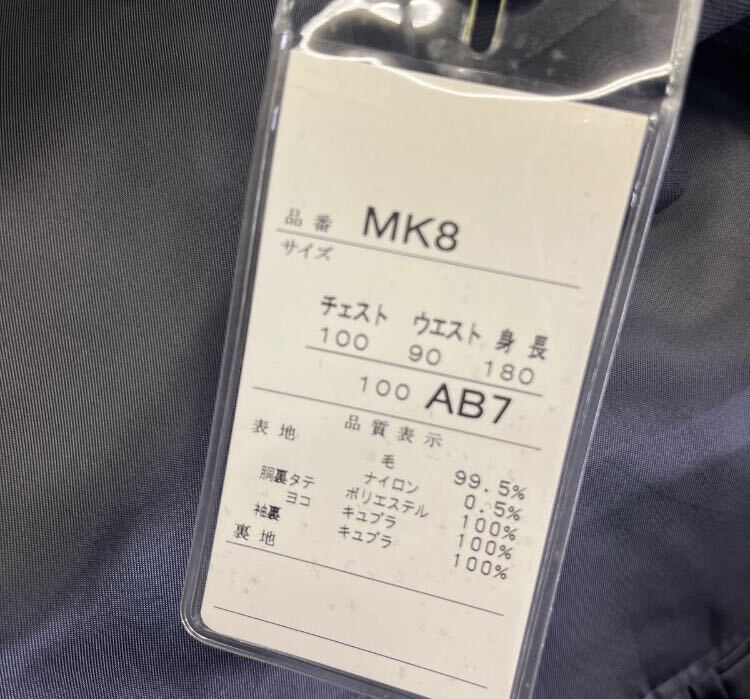 品番 MK8
サイズ
チェスト ウエスト 身長
100 90 180
100 AB7
品質表示
表地 毛 99.5%
ナイロン 0.5%
胴裏タテ ポリエステル 100%
ヨコ キュプラ 100%
袖裏 キュプラ 100%
裏地